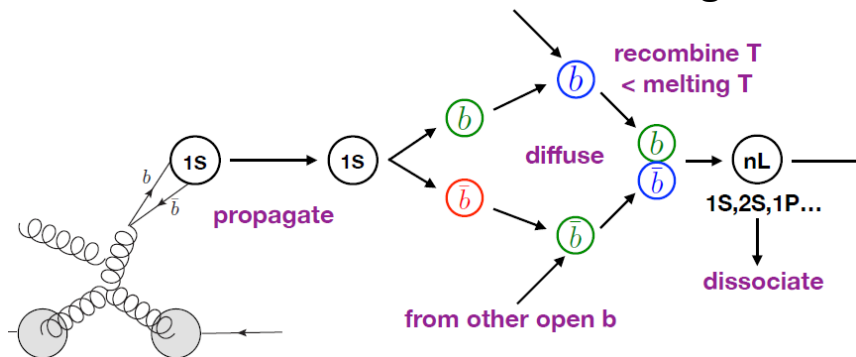 recombine T
< melting T
b
b
1S
1S
b
b̄
diffuse
b
b̄
nL
propagate
b̄
b̄
1S,2S,1P...
dissociate
from other open b